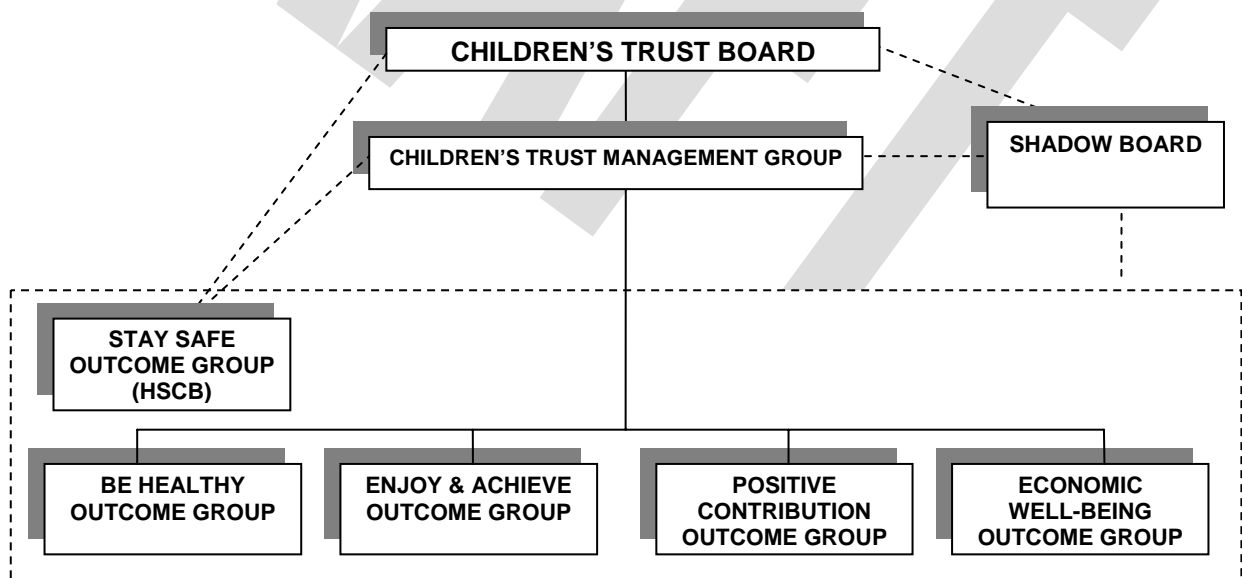 CHILDREN’S TRUST BOARD
CHILDREN’S TRUST MANAGEMENT GROUP
SHADOW BOARD
STAY SAFE
OUTCOME GROUP
(HSCB)
BE HEALTHY
OUTCOME GROUP
ENJOY & ACHIEVE
OUTCOME GROUP
POSITIVE
CONTRIBUTION
OUTCOME GROUP
ECONOMIC
WELL-BEING
OUTCOME GROUP